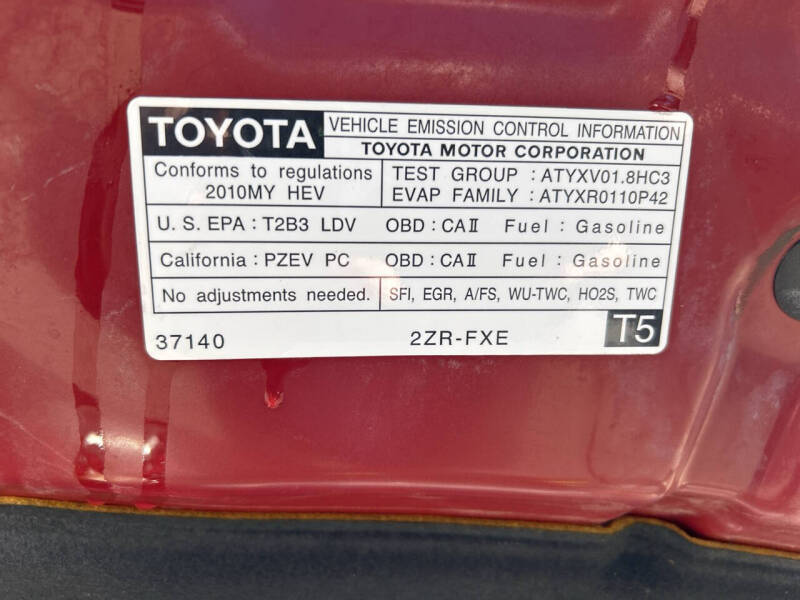 TOYOTA VEHICLE EMISSION CONTROL INFORMATION
TOYOTA MOTOR CORPORATION
Conforms to regulations
2010MY HEV
TEST GROUP : ATYXV01.8HC3
EVAP FAMILY : ATYXR0110P42
U. S. EPA : T2B3 LDV OBD : CAⅡ Fuel : Gasoline
California : PZEV PC OBD : CAⅡ Fuel : Gasoline
No adjustments needed. SFI, EGR, A/FS, WU-TWC, HO2S, TWC
37140 2ZR-FXE T5